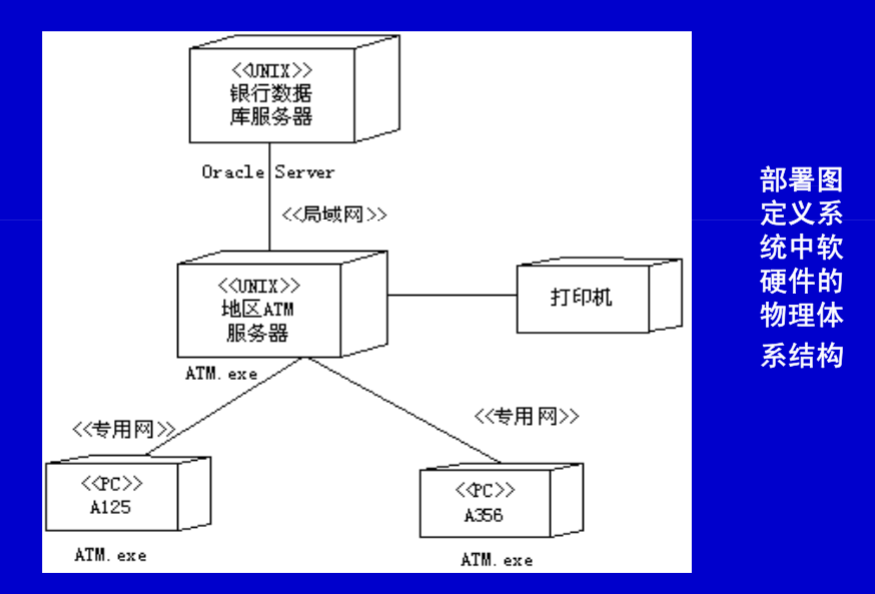 <<UNIX>>
银行数据
库服务器
Oracle Server
<<局域网>>
<<UNIX>>
地区ATM
服务器
打印机
ATM.exe
<<专用网>>
<<专用网>>
<<PC>>
A125
<<PC>>
A356
ATM.exe
ATM.exe
部署图
定义系
统中软
硬件的
物理体
系结构